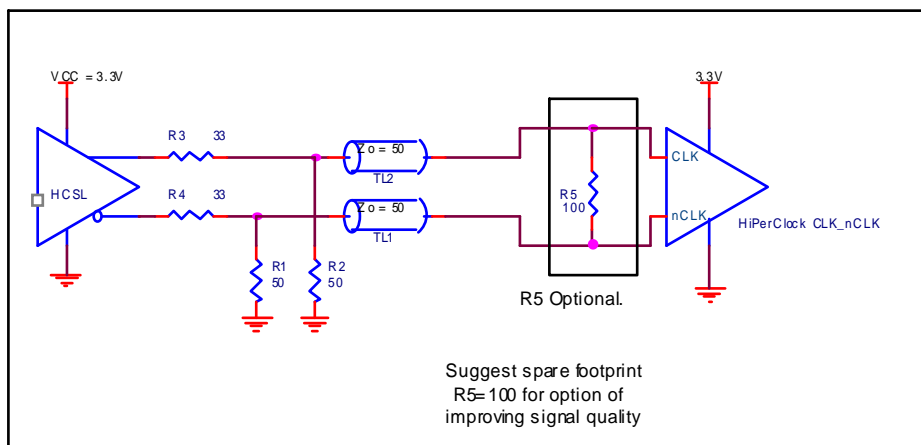 VCC = 3.3V
3.3V
R3 33
Zo = 50
CLK
HCSL
R4 33
TL2
R5
100
Zo = 50
nCLK
HiPerClock CLK_nCLK
TL1
R1
50
R2
50
R5 Optional.
Suggest spare footprint
R5=100 for option of
improving signal quality